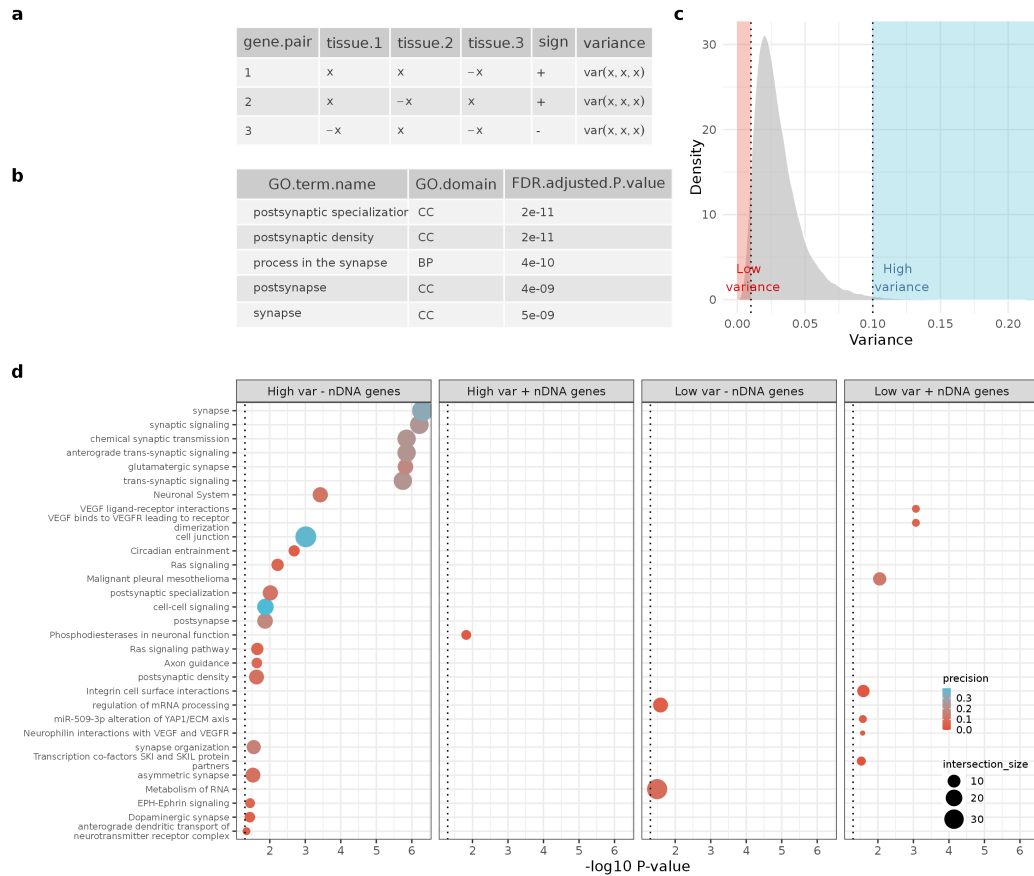 a
gene.pair tissue.1 tissue.2 tissue.3 sign variance
1 x x −x + var(x, x, x)
2 x −x x + var(x, x, x)
3 −x x −x - var(x, x, x)
b
GO.term.name GO.domain FDR.adjusted.P.value
postsynaptic specialization CC 2e-11
postsynaptic density CC 2e-11
process in the synapse BP 4e-10
postsynapse CC 4e-09
synapse CC 5e-09
c
Density
30
20
10
0
Low
variance
High
variance
0.00 0.05 0.10 0.15 0.20
Variance
d
High var - nDNA genes High var + nDNA genes Low var - nDNA genes Low var + nDNA genes
synapse
synaptic signaling
chemical synaptic transmission
anterograde trans-synaptic signaling
glutamatergic synapse
trans-synaptic signaling
Neuronal System
VEGF ligand-receptor interactions
VEGF binds to VEGFR leading to receptor
dimerization
cell junction
Circadian entrainment
Ras signaling
Malignant pleural mesothelioma
postsynaptic specialization
cell-cell signaling
postsynapse
Phosphodiesterases in neuronal function
Ras signaling pathway
Axon guidance
postsynaptic density
Integrin cell surface interactions
regulation of mRNA processing
miR-509-3p alteration of YAP1/ECM axis
Neurophilin interactions with VEGF and VEGFR
synapse organization
Transcription co-factors SKI and SKIL protein
partners
asymmetric synapse
Metabolism of RNA
EPH-Ephrin signaling
Dopaminergic synapse
anterograde dendritic transport of
neurotransmitter receptor complex
precision
0.3
0.2
0.1
0.0
intersection_size
10
20
30
2 3 4 5 6 2 3 4 5 6 2 3 4 5 6 2 3 4 5 6
-log10 P-value